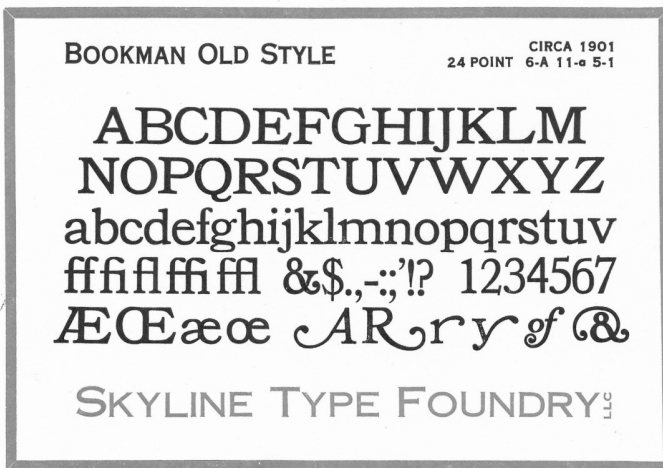 BOOKMAN OLD STYLE
CIRCA 1901
24 POINT 6-A 11-a 5-1
ABCDEFGHIJKLM
NOPQRSTUVWXYZ
abcdefghijklmnopqrstuv
ff fi fl ffi ffl &$.,-:;'!? 1234567
ÆŒæœ AR r y of &
SKYLINE TYPE FOUNDRY LLC